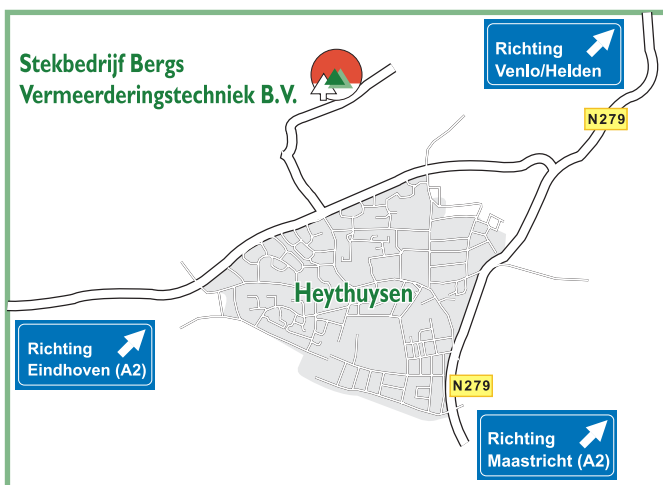 Stekbedrijf Bergs
Vermeerderingstechniek B.V.
Richting
Venlo/Helden
N279
Heythuysen
Richting
Eindhoven (A2)
N279
Richting
Maastricht (A2)